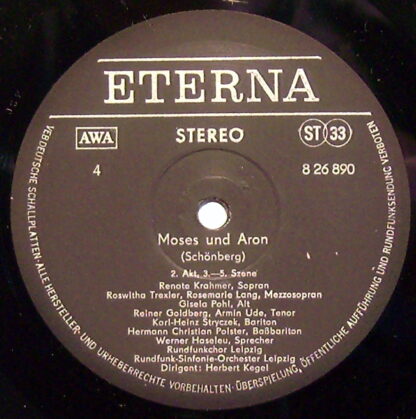 ETERNA
AWA
STEREO
ST 33
4
8 26 890
Moses und Aron
(Schönberg)
2. Akt, 3.—5. Szene
Renate Krahmer, Sopran
Roswitha Trexler, Rosemarie Lang, Mezzosopran
Gisela Pohl, Alt
Reiner Goldberg, Armin Ude, Tenor
Karl-Heinz Stryczek, Bariton
Hermann Christian Polster, Baßbariton
Werner Haseleu, Sprecher
Rundfunkchor Leipzig
Rundfunk-Sinfonie-Orchester Leipzig
Dirigent: Herbert Kegel
VEB DEUTSCHE SCHALLPLATTEN · ALLE HERSTELLER- UND URHEBERRECHTE VORBEHALTEN · ÜBERSPIELUNG, ÖFFENTLICHE AUFFÜHRUNG UND RUNDFUNKSENDUNG VERBOTEN